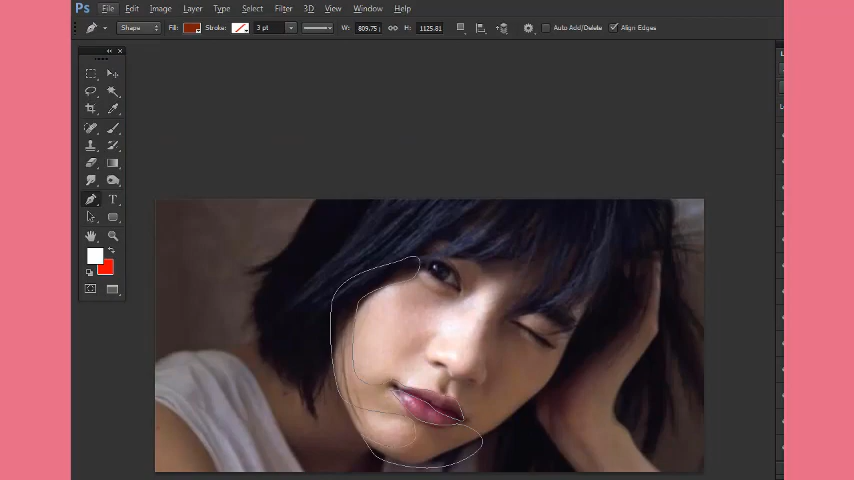 Ps File Edit Image Layer Type Select Filter 3D View Window Help
Shape Fill: Stroke: 3 pt W: 809.75 H: 1125.81 Auto Add/Delete Align Edges
T